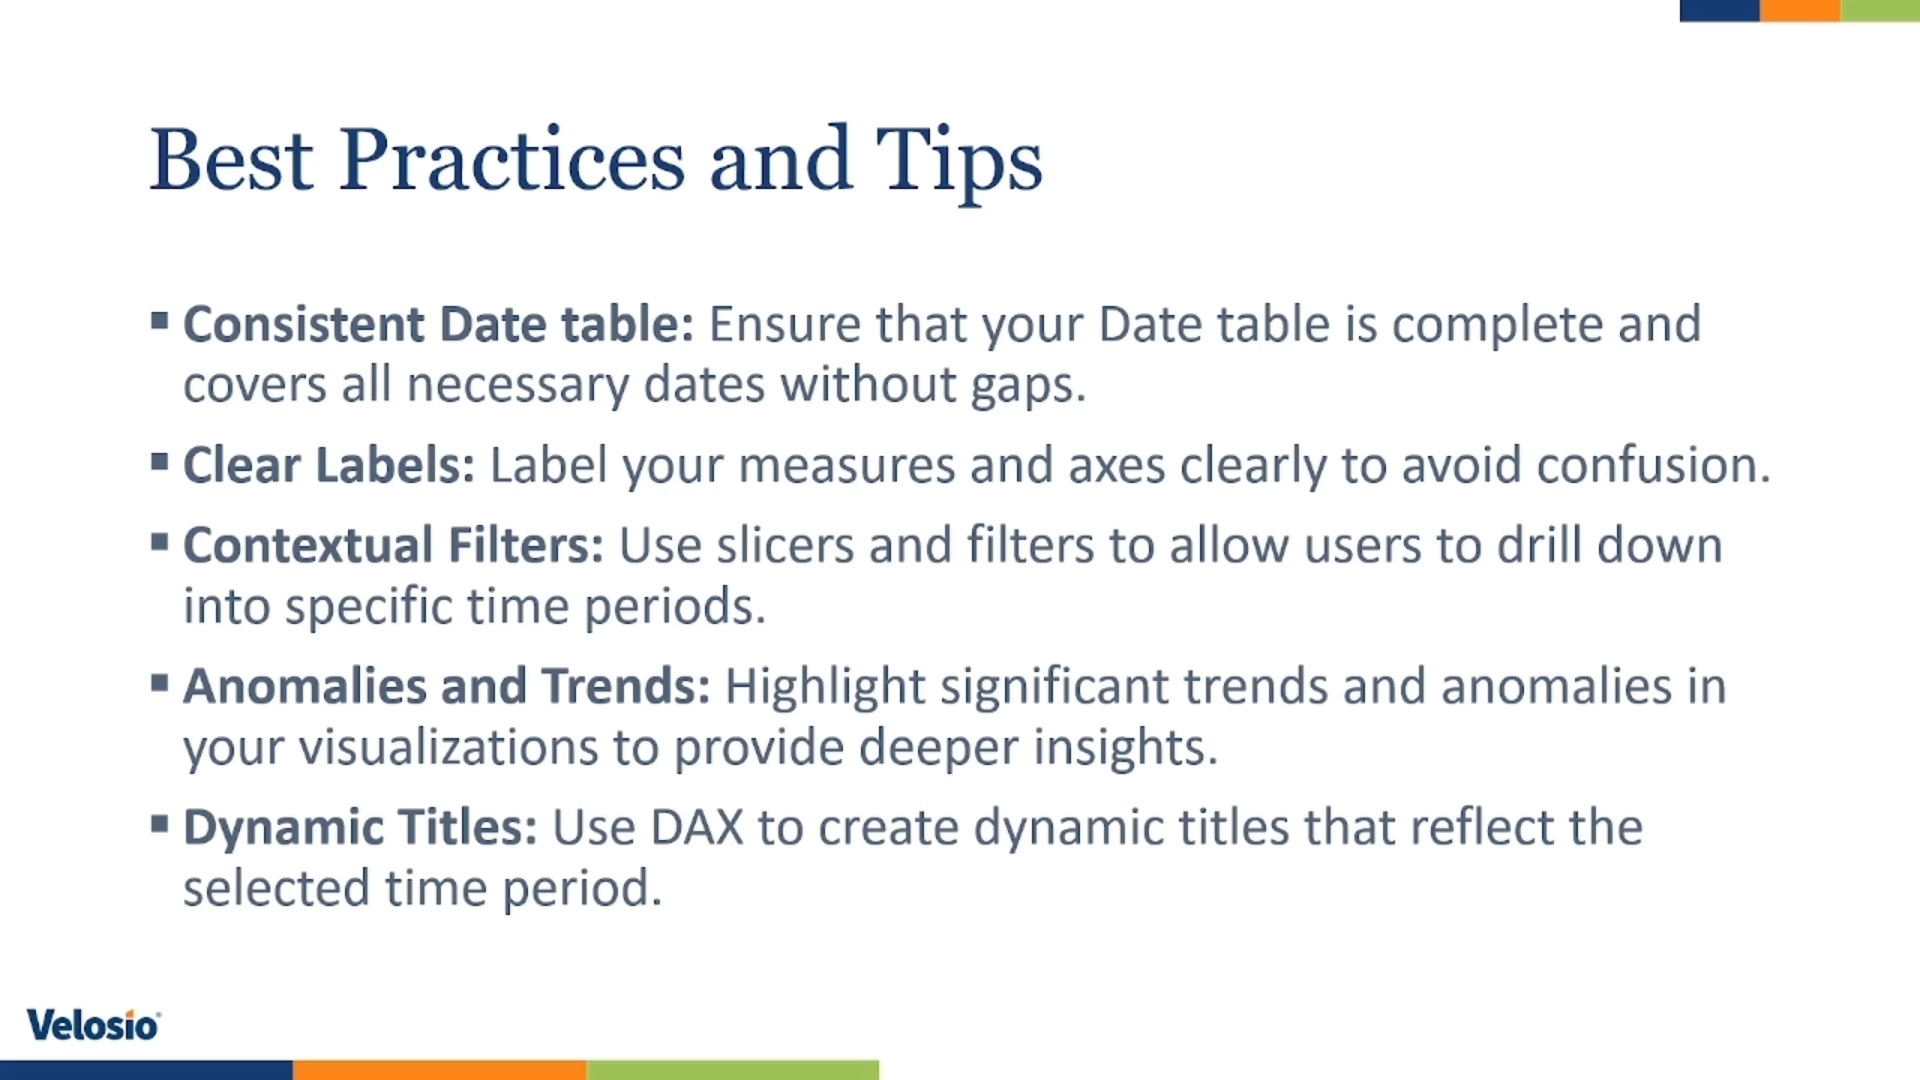 Best Practices and Tips
▪ Consistent Date table: Ensure that your Date table is complete and
covers all necessary dates without gaps.
▪ Clear Labels: Label your measures and axes clearly to avoid confusion.
▪ Contextual Filters: Use slicers and filters to allow users to drill down
into specific time periods.
▪ Anomalies and Trends: Highlight significant trends and anomalies in
your visualizations to provide deeper insights.
▪ Dynamic Titles: Use DAX to create dynamic titles that reflect the
selected time period.
Velosio